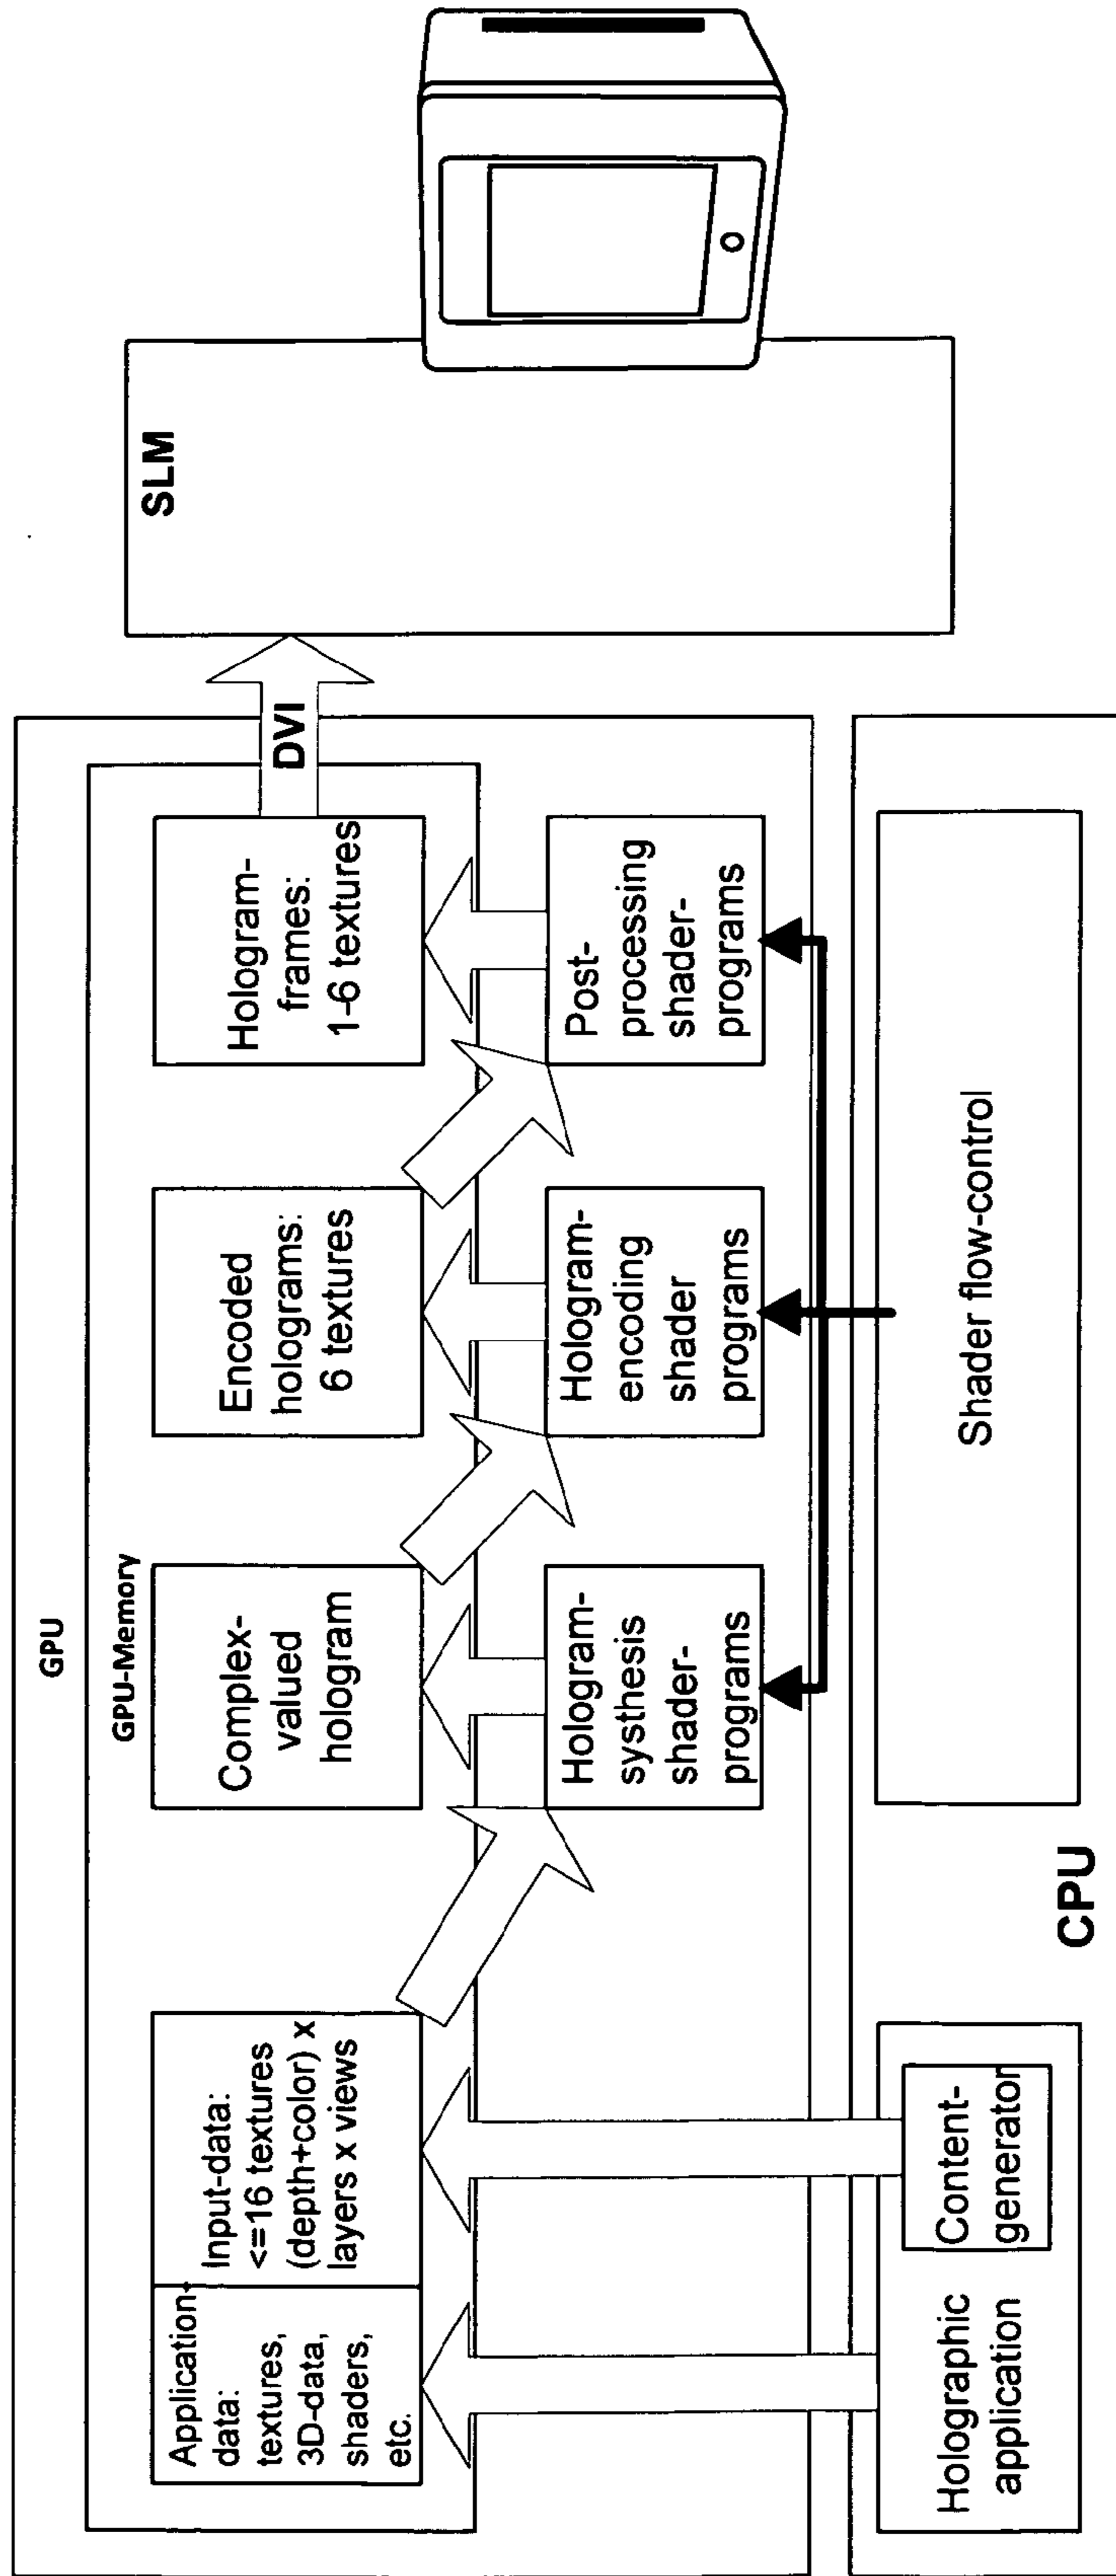 GPU
GPU-Memory
Application-
data:
textures,
3D-data,
shaders,
etc.
Input-data:
<=16 textures
(depth+color) x
layers x views
Complex-
valued
hologram
Encoded
holograms:
6 textures
Hologram-
frames:
1-6 textures
DVI
SLM
Hologram-
systhesis
shader-
programs
Hologram-
encoding
shader
programs
Post-
processing
shader-
programs
Holographic
application
Content-
generator
CPU
Shader flow-control